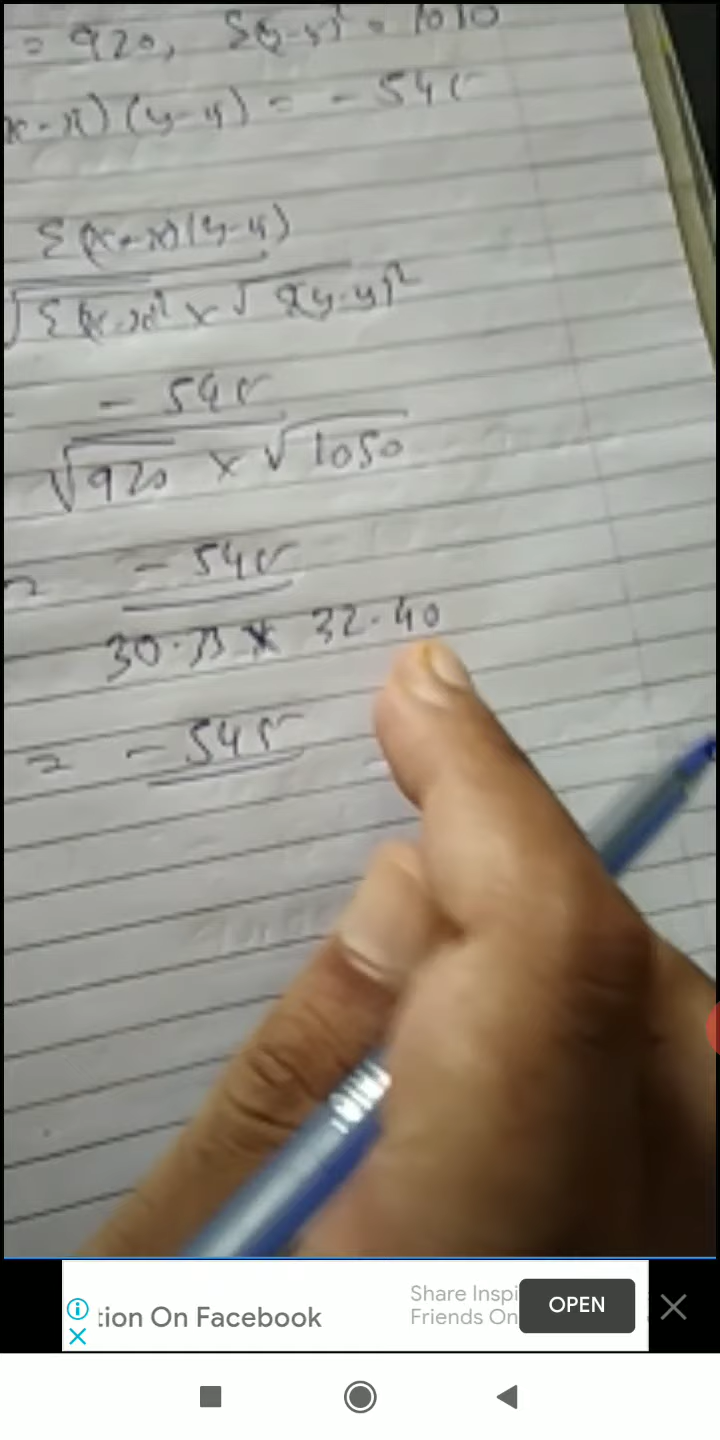 = 920, Σ(y-y)² = 1050
x-x)(y-y) = - 545
Σ(x-x)(y-y)
√Σ(x-x)² × √Σ(y-y)²
- 545
√920 × √1050
= - 545
30.33 × 32.40
= - 545
tion On Facebook
Share Inspi
Friends On
OPEN